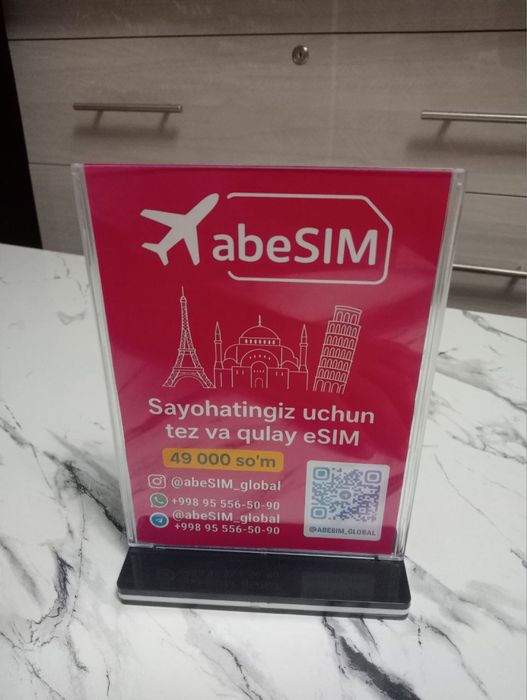 abeSIM
Sayohatingiz uchun
tez va qulay eSIM
49 000 so'm
@abeSIM_global
+998 95 556-50-90
@abeSIM_global
+998 95 556-50-90
@ABESIM_GLOBAL